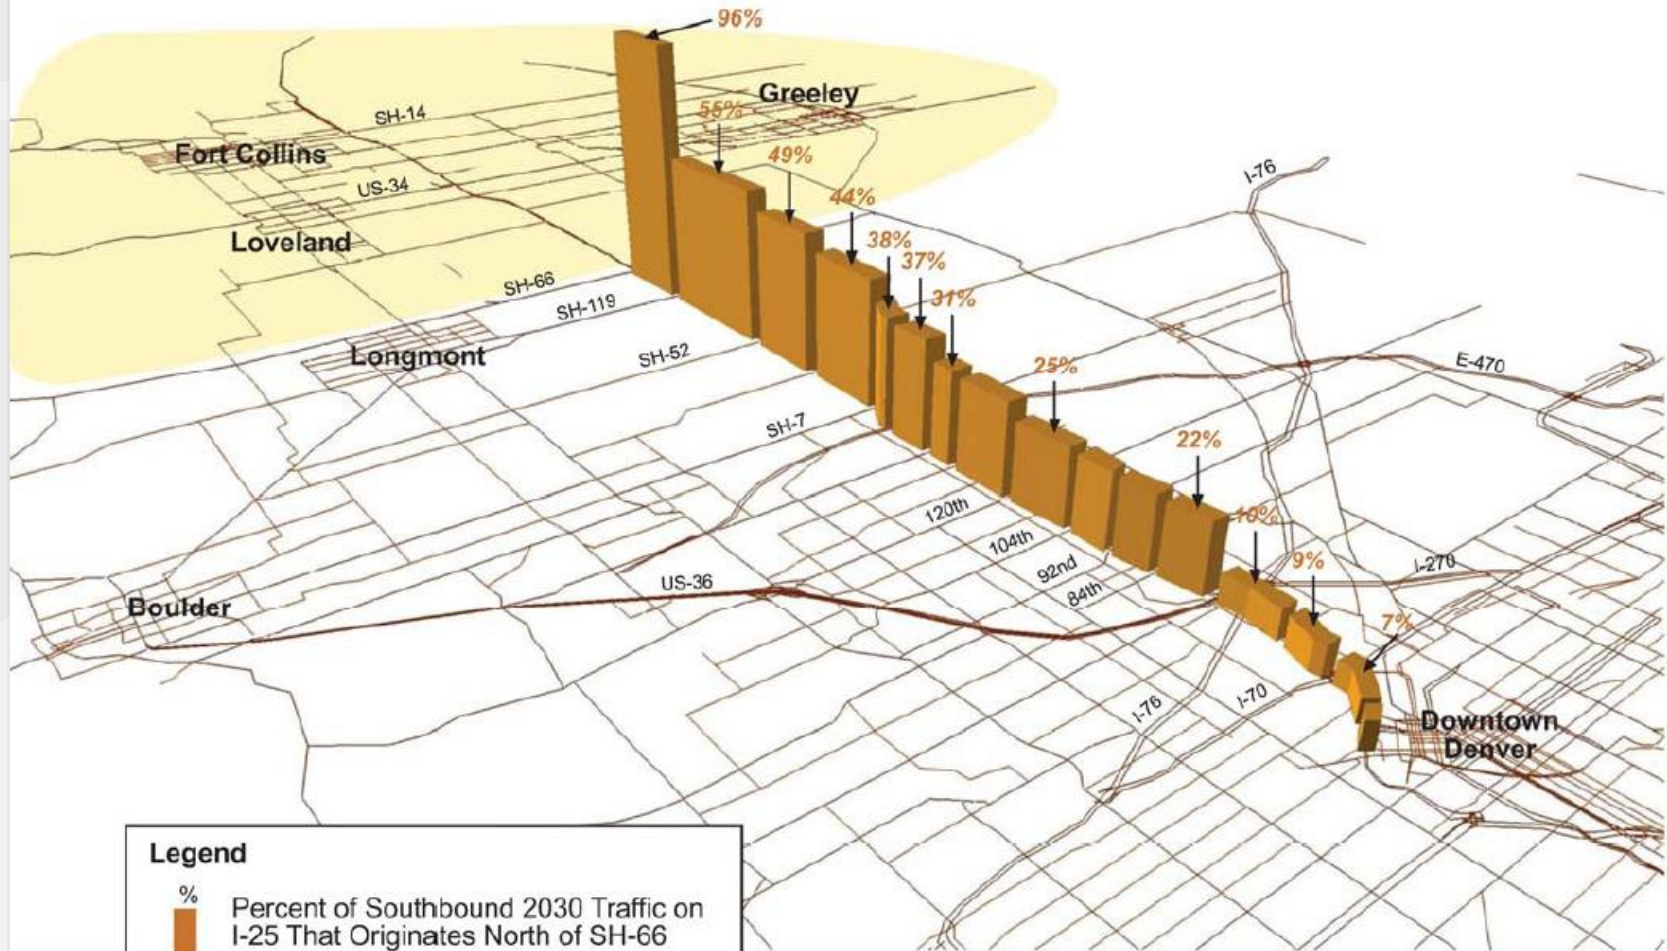 96%
Greeley
55%
SH-14
Fort Collins
49%
I-76
US-34
44%
Loveland
38%
37%
SH-66
31%
SH-119
Longmont
SH-52
25%
E-470
SH-7
22%
120th
10%
104th
9%
I-270
92nd
US-36
84th
Boulder
7%
I-70
I-76
Downtown
Denver
Legend
%
Percent of Southbound 2030 Traffic on
I-25 That Originates North of SH-66